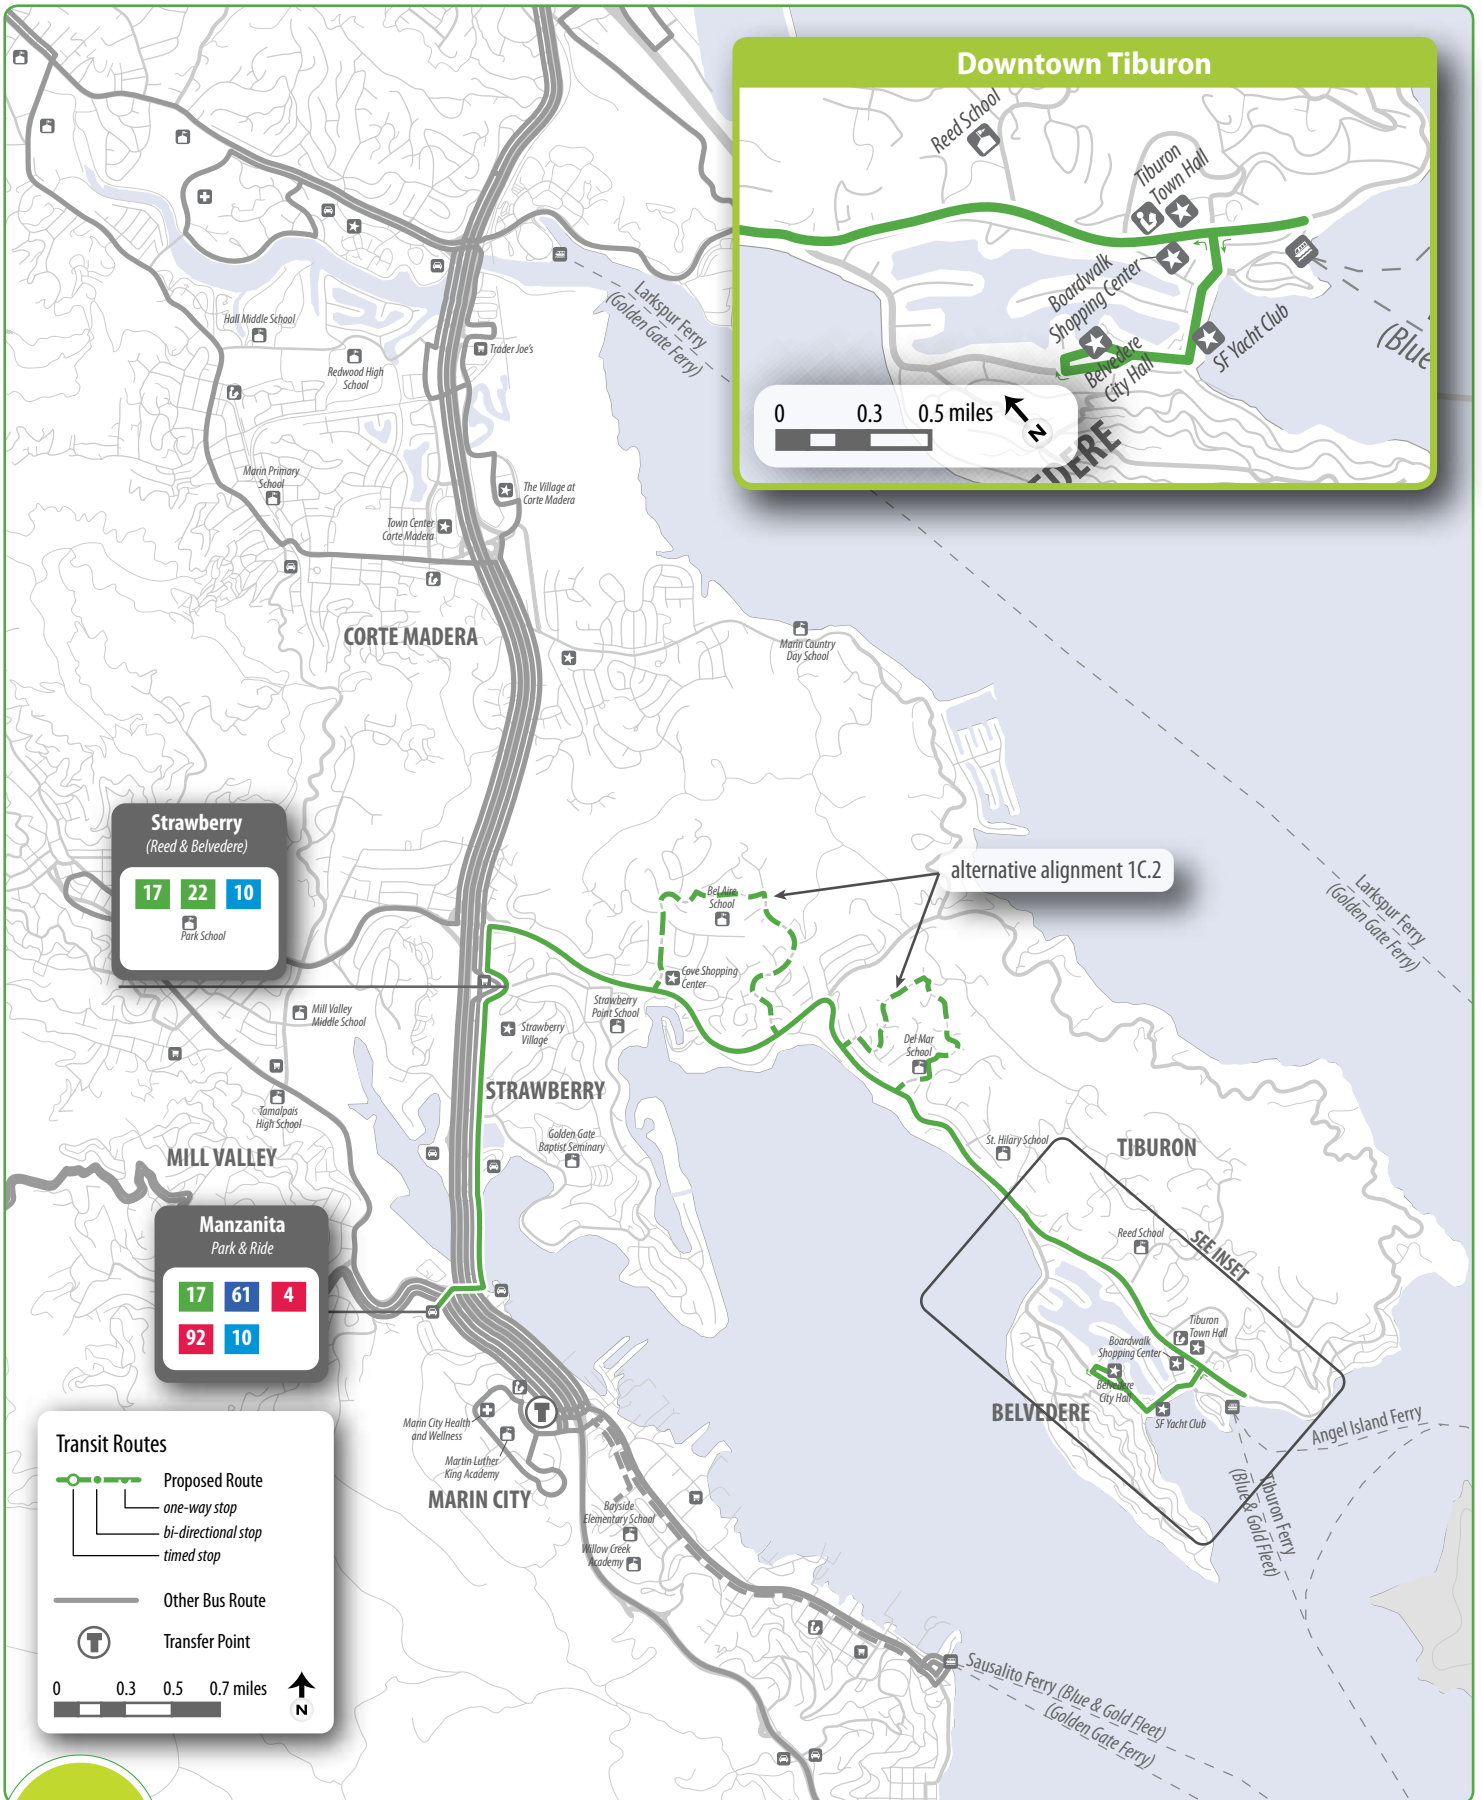 Downtown Tiburon
Reed School
Tiburon
Town Hall
Boardwalk
Shopping Center
Belvedere
City Hall
SF Yacht Club
(Blue
EDERE
0 0.3 0.5 miles
N
Larkspur Ferry
(Golden Gate Ferry)
Hall Middle School
Redwood High
School
Trader Joe's
Marin Primary
School
The Village at
Corte Madera
Town Center
Corte Madera
CORTE MADERA
Marin Country
Day School
Strawberry
(Reed & Belvedere)
17 22 10
Park School
alternative alignment 1C.2
Bel Aire
School
Cove Shopping
Center
Larkspur Ferry
(Golden Gate Ferry)
Strawberry
Point School
Mill Valley
Middle School
Strawberry
Village
Del Mar
School
STRAWBERRY
Tamalpais
High School
Golden Gate
Baptist Seminary
St. Hilary School
MILL VALLEY
TIBURON
Manzanita
Park & Ride
17 61 4
92 10
Reed School
SEE INSET
Tiburon
Town Hall
Boardwalk
Shopping Center
Belvedere
City Hall
BELVEDERE
SF Yacht Club
Angel Island Ferry
Tiburon Ferry
(Blue & Gold Fleet)
Marin City Health
and Wellness
Martin Luther
King Academy
MARIN CITY
Bayside
Elementary School
Willow Creek
Academy
Transit Routes
Proposed Route
one-way stop
bi-directional stop
timed stop
Other Bus Route
T
Transfer Point
0 0.3 0.5 0.7 miles
N
T
Sausalito Ferry (Blue & Gold Fleet)
(Golden Gate Ferry)